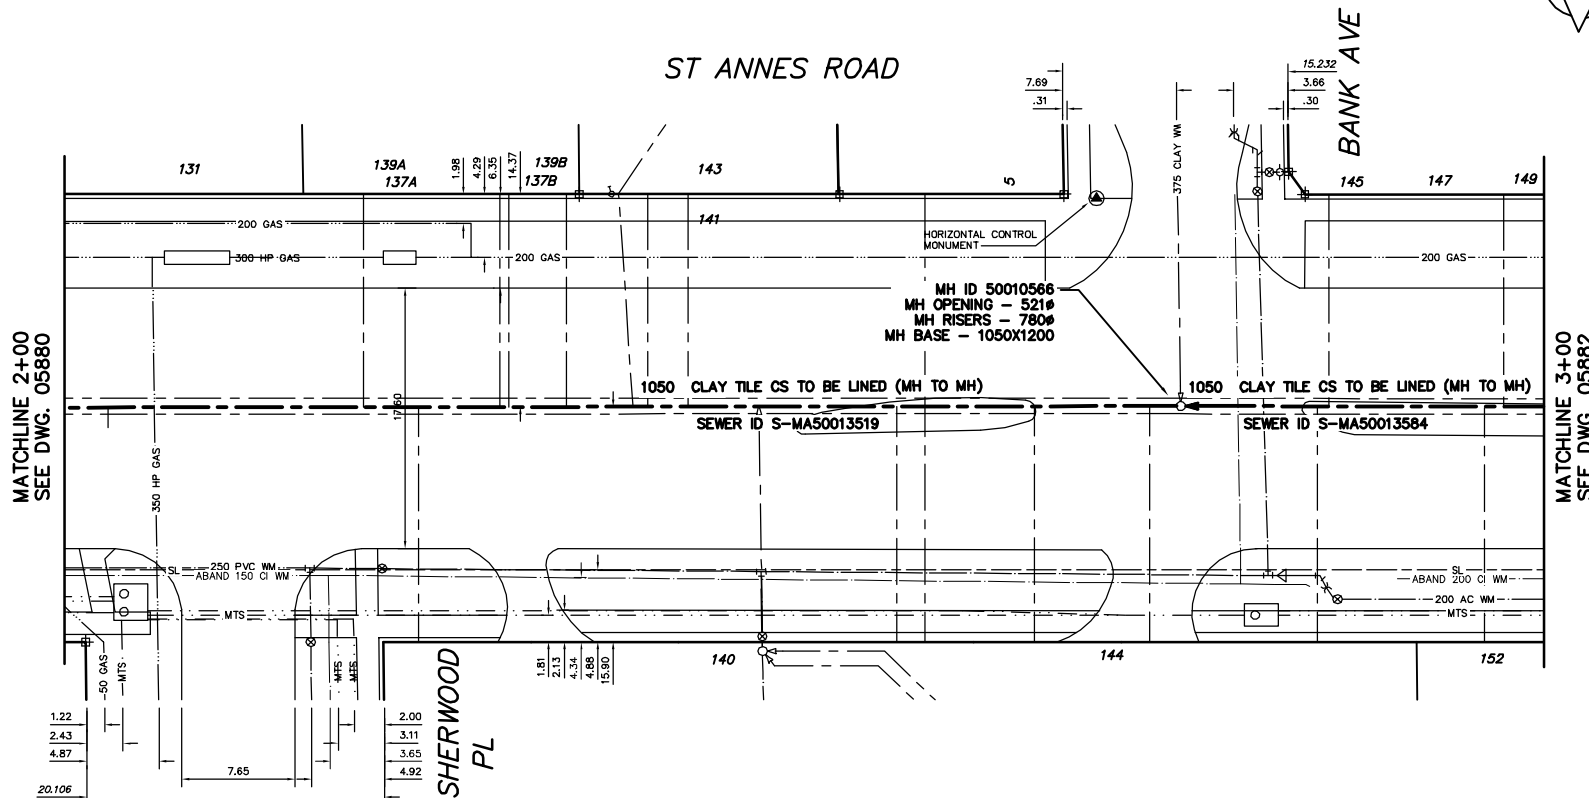 ST ANNES ROAD
BANK AVE
15.232
3.66
.30
7.69
.31
131
139A
137A
1.98
4.29
6.35
14.37
139B
137B
143
141
5
375 CLAY WW
145
147
149
200 GAS
300 HP GAS
200 GAS
HORIZONTAL CONTROL
MONUMENT
200 GAS
MH ID 50010566
MH OPENING - 521ø
MH RISERS - 780ø
MH BASE - 1050X1200
MATCHLINE 2+00
SEE DWG. 05880
MATCHLINE 3+00
SEE DWG. 05882
17.60
1050 CLAY TILE CS TO BE LINED (MH TO MH)
1050 CLAY TILE CS TO BE LINED (MH TO MH)
SEWER ID S-MA50013519
SEWER ID S-MA50013584
350 HP GAS
SL
250 PVC WM
ABAND 150 CI WM
MTS
SL
ABAND 200 CI WM
200 AC WM
MTS
50 GAS
MTS
MTS
MTS
1.81
2.13
4.34
4.88
15.90
140
144
152
SHERWOOD
PL
1.22
2.43
4.87
20.106
7.65
2.00
3.11
3.65
4.92